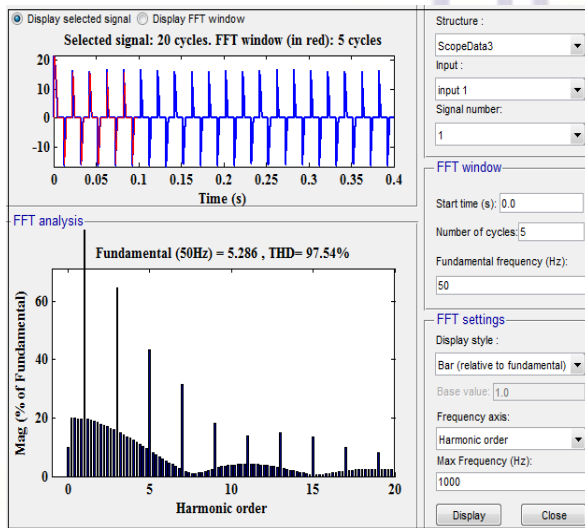 Display selected signal
Display FFT window
Selected signal: 20 cycles. FFT window (in red): 5 cycles
20
10
0
-10
0 0.05 0.1 0.15 0.2 0.25 0.3 0.35 0.4
Time (s)
FFT analysis
Fundamental (50Hz) = 5.286 , THD= 97.54%
60
40
20
0
0 5 10 15 20
Mag (% of Fundamental)
Harmonic order
Structure :
ScopeData3
Input :
input 1
Signal number:
1
FFT window
Start time (s): 0.0
Number of cycles: 5
Fundamental frequency (Hz):
50
FFT settings
Display style :
Bar (relative to fundamental)
Base value: 1.0
Frequency axis:
Harmonic order
Max Frequency (Hz):
1000
Display
Close